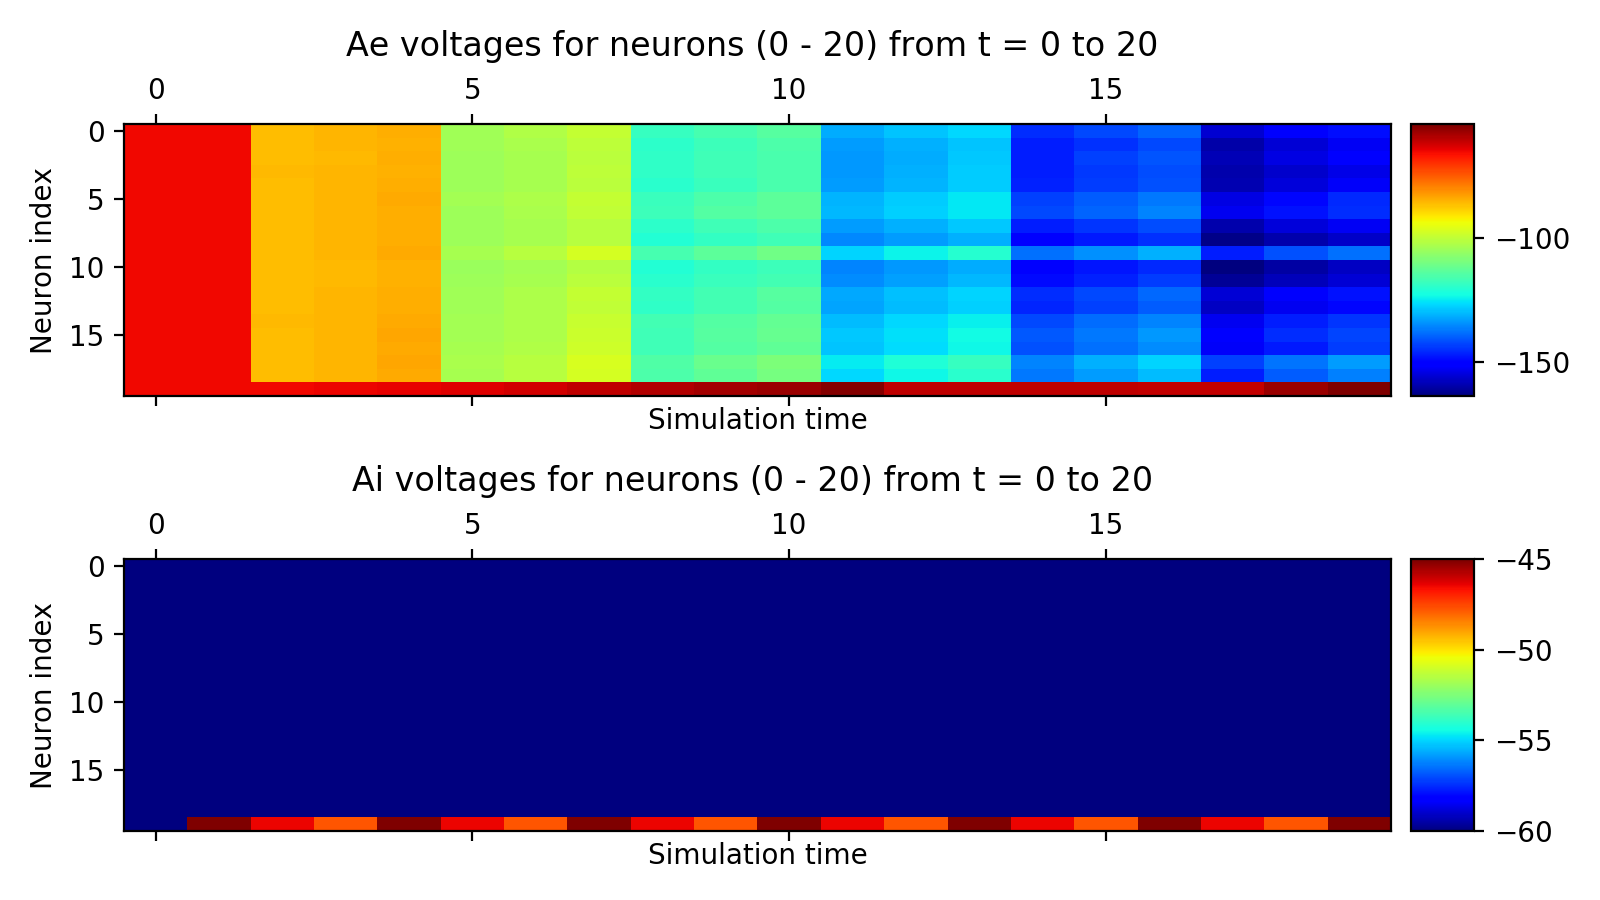 Ae voltages for neurons (0 - 20) from t = 0 to 20
0 5 10 15
0
5
10
15
Neuron index
−100
−150
Simulation time
Ai voltages for neurons (0 - 20) from t = 0 to 20
0 5 10 15
0
5
10
15
Neuron index
−45
−50
−55
−60
Simulation time